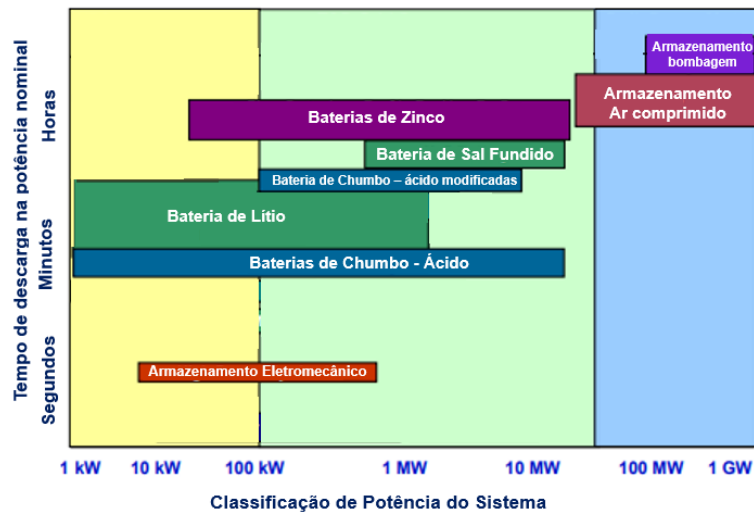 Armazenamento
bombagem
Armazenamento
Ar comprimido
Baterias de Zinco
Bateria de Sal Fundido
Bateria de Chumbo – ácido modificadas
Bateria de Lítio
Baterias de Chumbo - Ácido
Armazenamento Eletromecânico
Tempo de descarga na potência nominal
Horas
Minutos
Segundos
1 kW 10 kW 100 kW 1 MW 10 MW 100 MW 1 GW
Classificação de Potência do Sistema